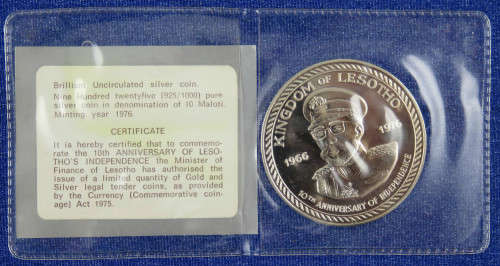 Brilliant Uncirculated silver coin.
Nine Hundred twentyfive (925/1000) pure
silver coin in denomination of 10 Maloti.
Minting year 1976.
CERTIFICATE
It is hereby certified that to commemo-
rate the 10th ANNIVERSARY OF LESO-
THO'S INDEPENDENCE the Minister of
Finance of Lesotho has authorised the
issue of a limited quantity of Gold and
Silver legal tender coins, as provided
by the Currency (Commemorative coin-
age) Act 1975.
KINGDOM OF LESOTHO
1966
10TH ANNIVERSARY OF INDEPENDENCE